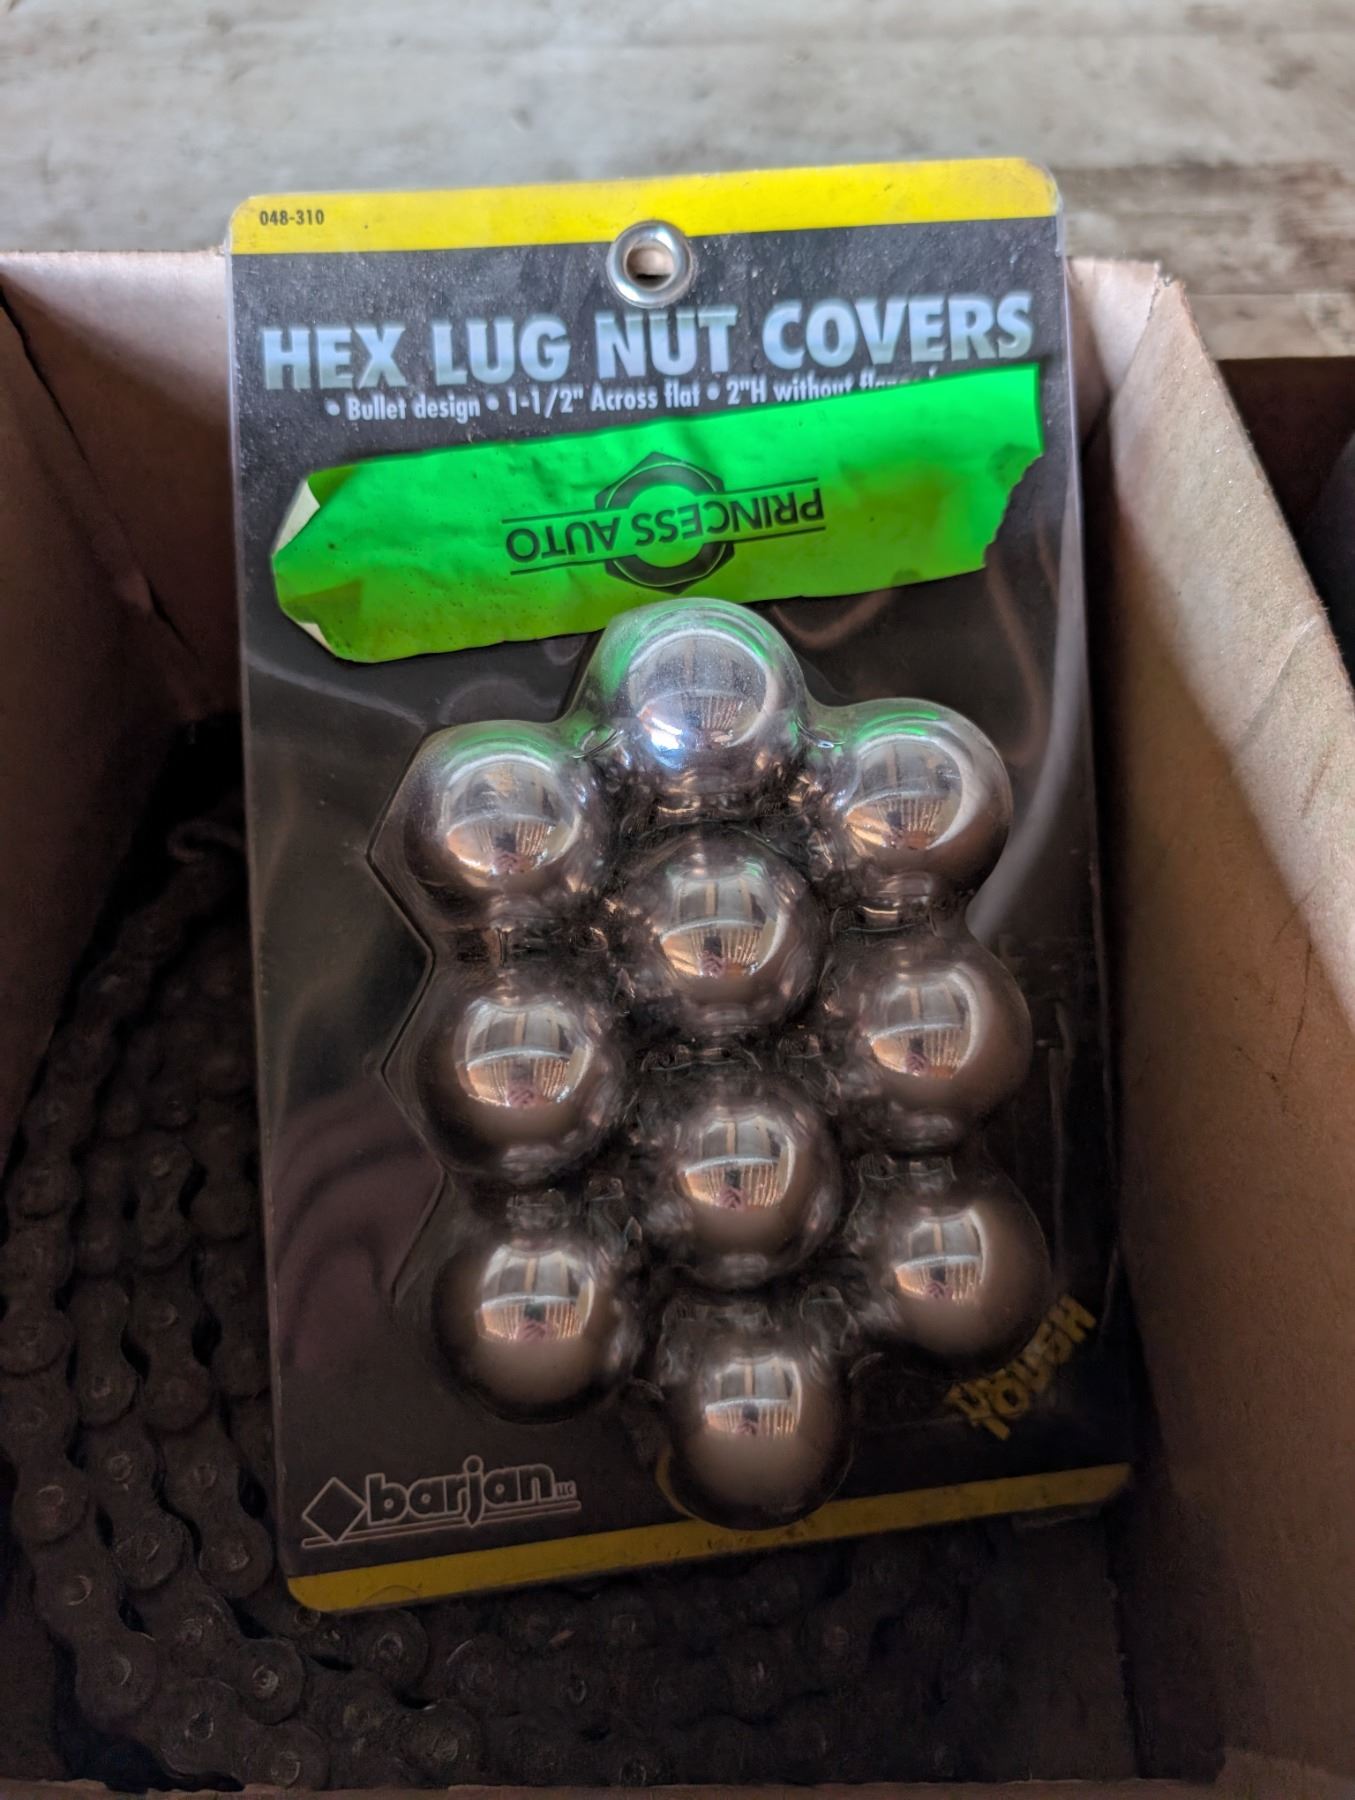 048-310
HEX LUG NUT COVERS
• Bullet design • 1-1/2" Across flat • 2"H without
PRINCESS AUTO
TOUGH
barjan LLC